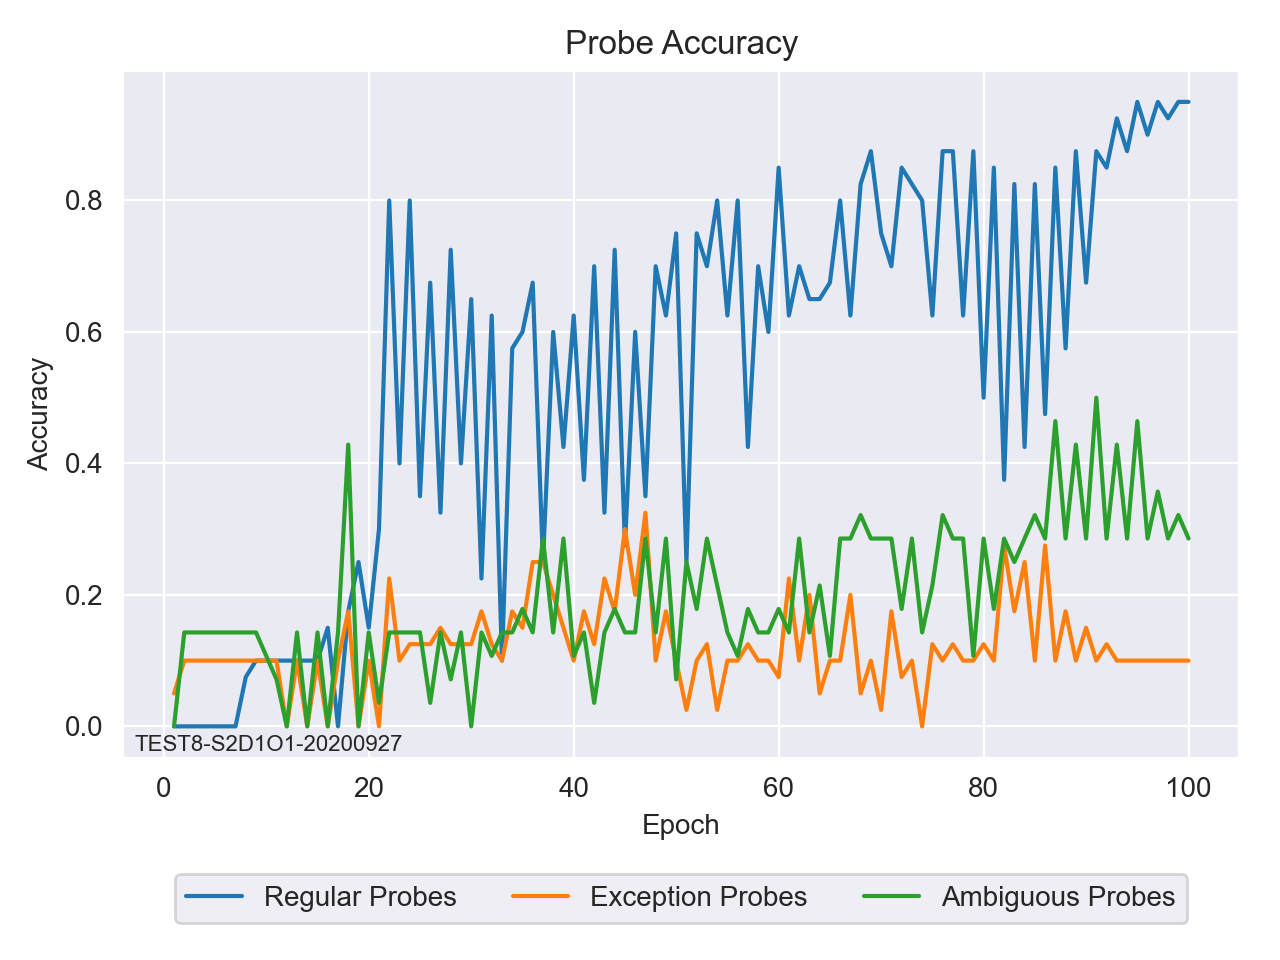 Probe Accuracy
Accuracy
0.8
0.6
0.4
0.2
0.0
TEST8-S2D1O1-20200927
0 20 40 60 80 100
Epoch
Regular Probes Exception Probes Ambiguous Probes